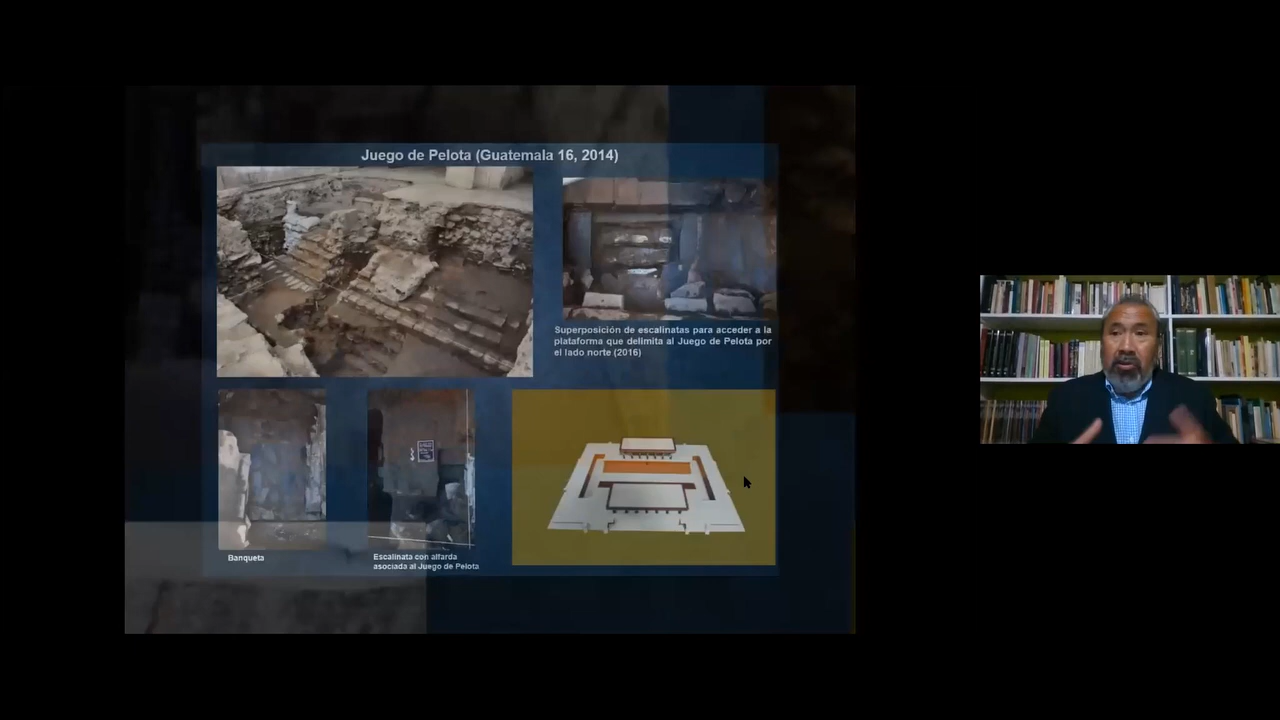 Juego de Pelota (Guatemala 16, 2014)
Superposición de escalinatas para acceder a la
plataforma que delimita al Juego de Pelota por
el lado norte (2016)
Banqueta
Escalinata con alfarda
asociada al Juego de Pelota